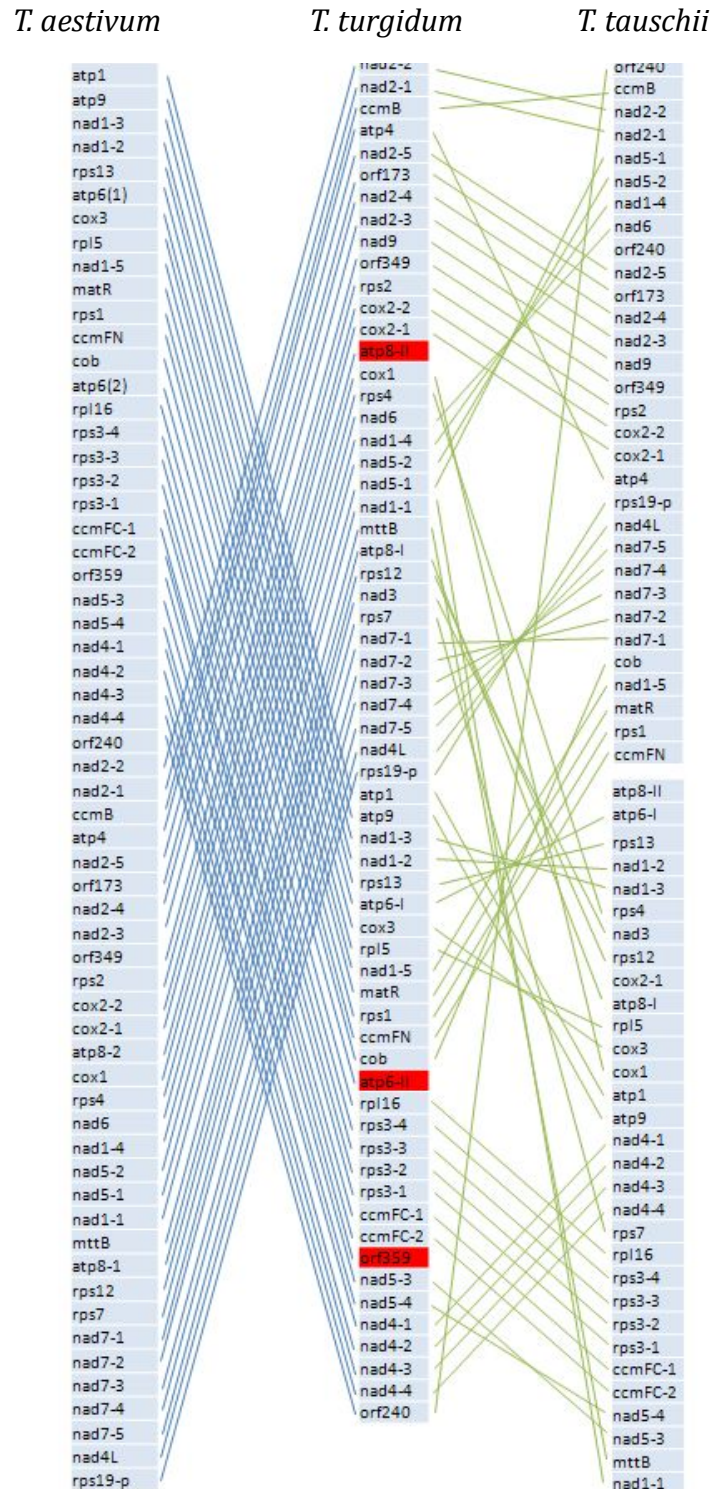 T. aestivum
T. turgidum
T. tauschii
atp1
atp9
nad1-3
nad1-2
rps13
atp6(1)
cox3
rpl5
nad1-5
matR
rps1
ccmFN
cob
atp6(2)
rpl16
rps3-4
rps3-3
rps3-2
rps3-1
ccmFC-1
ccmFC-2
orf359
nad5-3
nad5-4
nad4-1
nad4-2
nad4-3
nad4-4
orf240
nad2-2
nad2-1
ccmB
atp4
nad2-5
orf173
nad2-4
nad2-3
orf349
rps2
cox2-2
cox2-1
atp8-2
cox1
rps4
nad6
nad1-4
nad5-2
nad5-1
nad1-1
mttB
atp8-1
rps12
rps7
nad7-1
nad7-2
nad7-3
nad7-4
nad7-5
nad4L
rps19-p
nad2-2
nad2-1
ccmB
atp4
nad2-5
orf173
nad2-4
nad2-3
nad9
orf349
rps2
cox2-2
cox2-1
atp8-II
cox1
rps4
nad6
nad1-4
nad5-2
nad5-1
nad1-1
mttB
atp8-I
rps12
nad3
rps7
nad7-1
nad7-2
nad7-3
nad7-4
nad7-5
nad4L
rps19-p
atp1
atp9
nad1-3
nad1-2
rps13
atp6-I
cox3
rpl5
nad1-5
matR
rps1
ccmFN
cob
atp6-II
rpl16
rps3-4
rps3-3
rps3-2
rps3-1
ccmFC-1
ccmFC-2
orf359
nad5-3
nad5-4
nad4-1
nad4-2
nad4-3
nad4-4
orf240
orf240
ccmB
nad2-2
nad2-1
nad5-1
nad5-2
nad1-4
nad6
orf240
nad2-5
orf173
nad2-4
nad2-3
nad9
orf349
rps2
cox2-2
cox2-1
atp4
rps19-p
nad4L
nad7-5
nad7-4
nad7-3
nad7-2
nad7-1
cob
nad1-5
matR
rps1
ccmFN
atp8-II
atp6-I
rps13
nad1-2
nad1-3
rps4
nad3
rps12
cox2-1
atp8-I
rpl5
cox3
cox1
atp1
atp9
nad4-1
nad4-2
nad4-3
nad4-4
rps7
rpl16
rps3-4
rps3-3
rps3-2
rps3-1
ccmFC-1
ccmFC-2
nad5-4
nad5-3
mttB
nad1-1